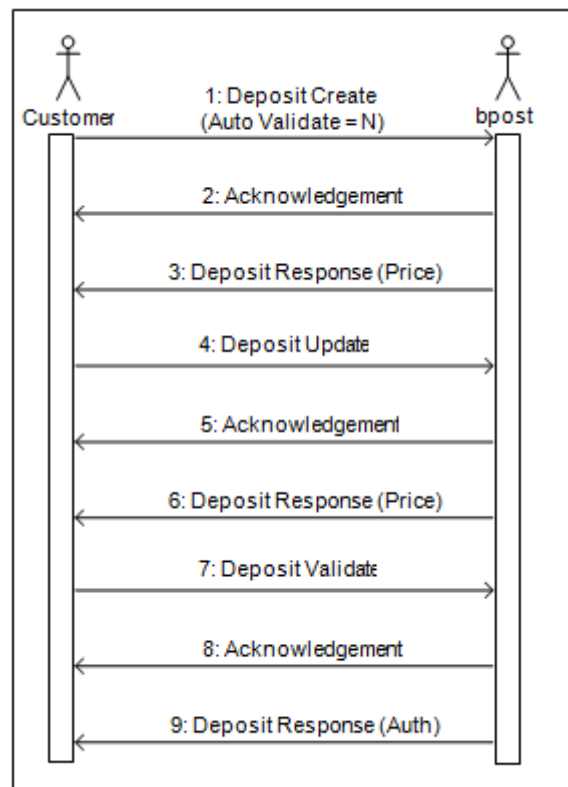 Customer
bpost
1: Deposit Create
(Auto Validate = N)
2: Acknowledgement
3: Deposit Response (Price)
4: Deposit Update
5: Acknowledgement
6: Deposit Response (Price)
7: Deposit Validate
8: Acknowledgement
9: Deposit Response (Auth)